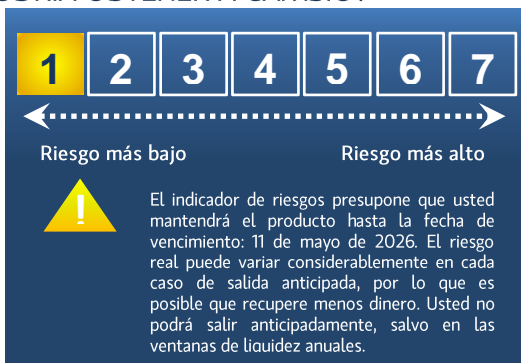 1 2 3 4 5 6 7
Riesgo más bajo Riesgo más alto
!
El indicador de riesgos presupone que usted
mantendrá el producto hasta la fecha de
vencimiento: 11 de mayo de 2026. El riesgo
real puede variar considerablemente en cada
caso de salida anticipada, por lo que es
posible que recupere menos dinero. Usted no
podrá salir anticipadamente, salvo en las
ventanas de liquidez anuales.